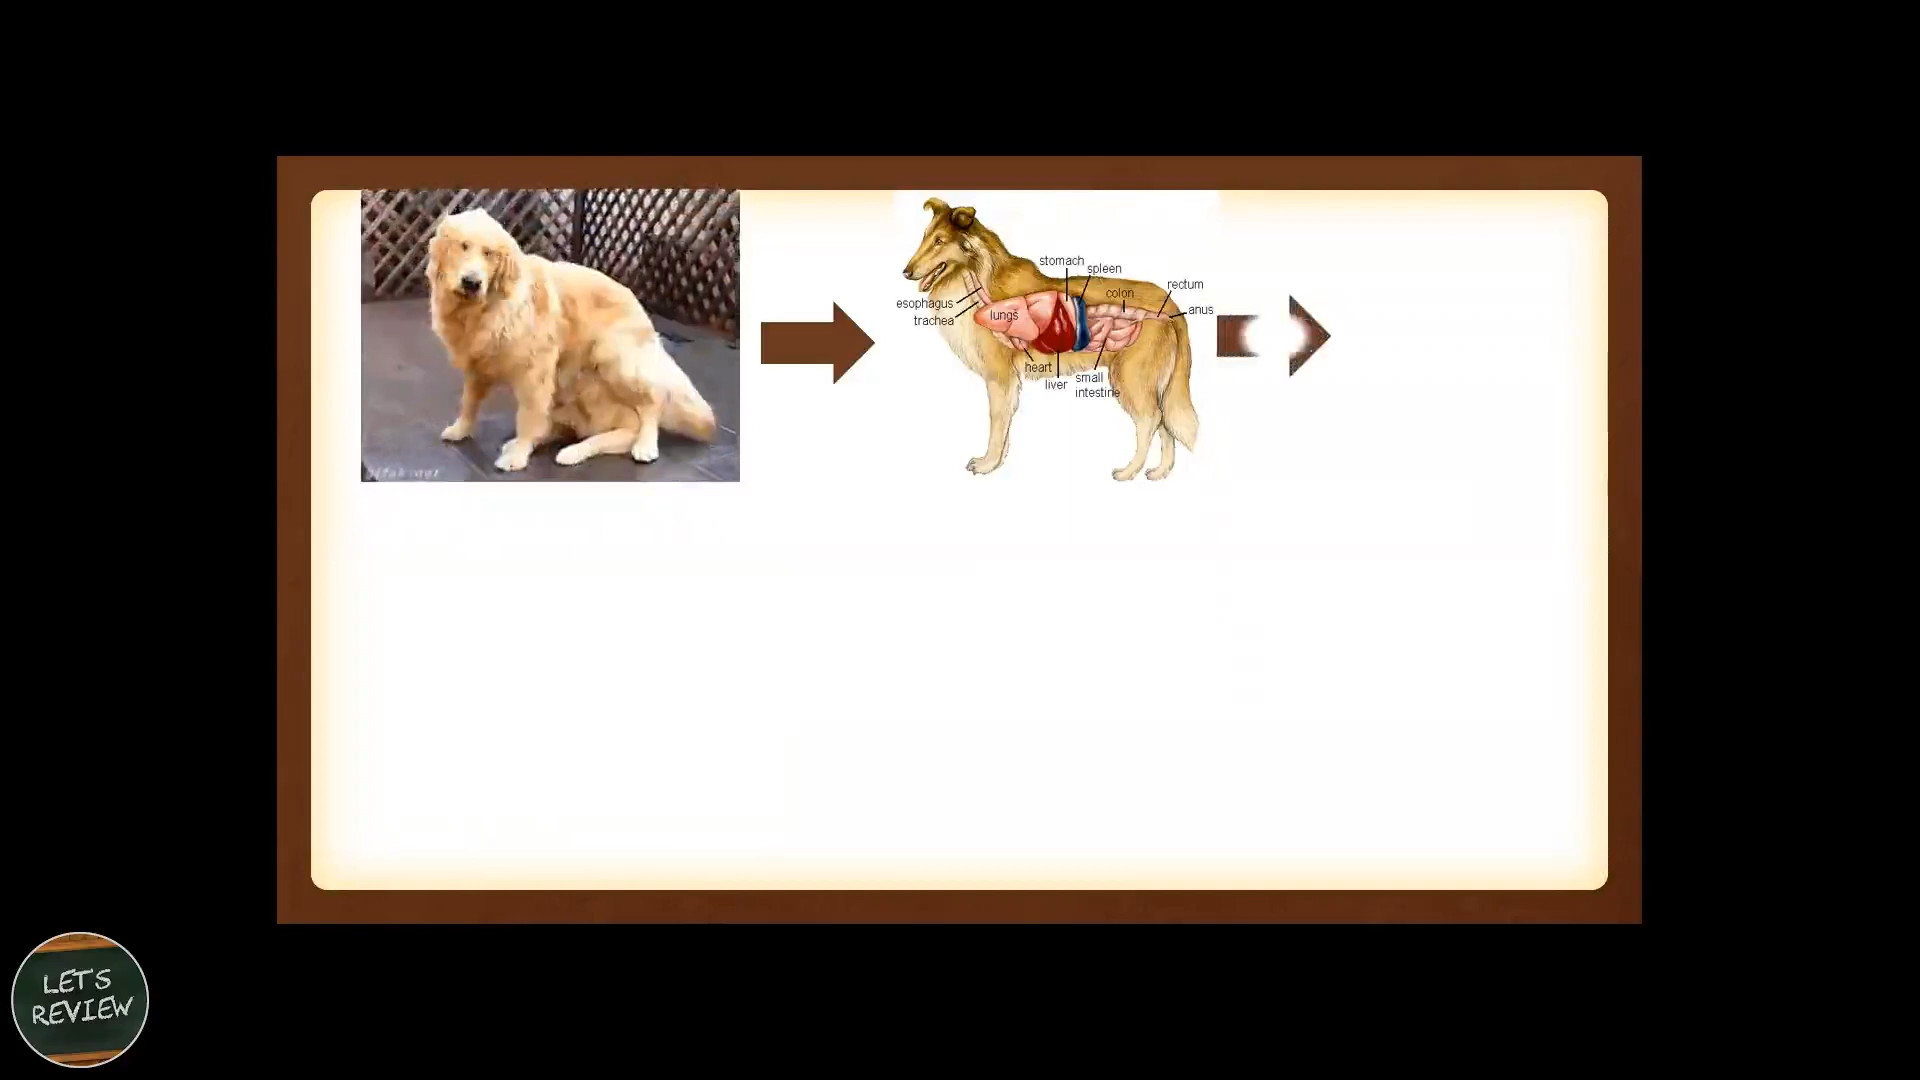 stomach
spleen
colon
rectum
anus
esophagus
trachea
lungs
heart
liver
small
intestine
LET'S
REVIEW